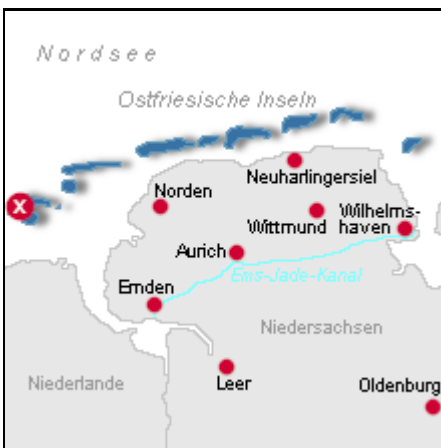 Nordsee
Ostfriesische Inseln
X
Neuharlingersiel
Norden
Wilhelms-
haven
Wittmund
Aurich
Ems-Jade-Kanal
Emden
Niedersachsen
Niederlande
Leer
Oldenburg